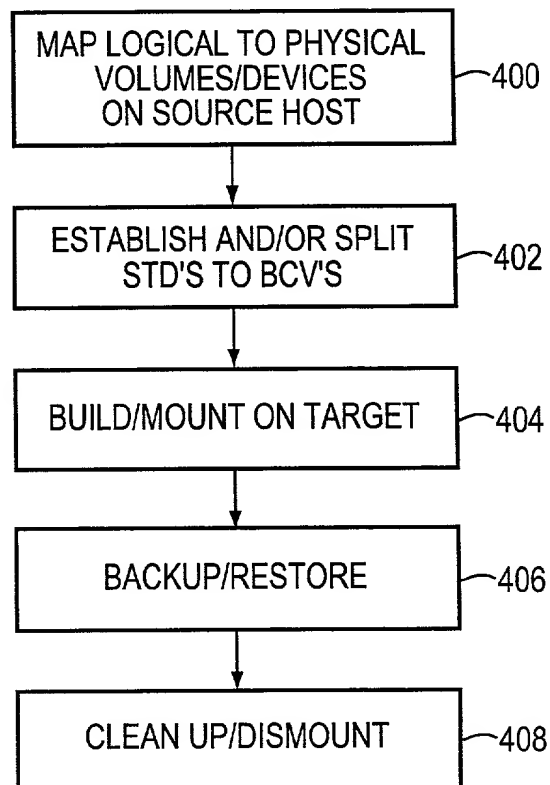 MAP LOGICAL TO PHYSICAL
VOLUMES/DEVICES
ON SOURCE HOST
400
ESTABLISH AND/OR SPLIT
STD'S TO BCV'S
402
BUILD/MOUNT ON TARGET
404
BACKUP/RESTORE
406
CLEAN UP/DISMOUNT
408